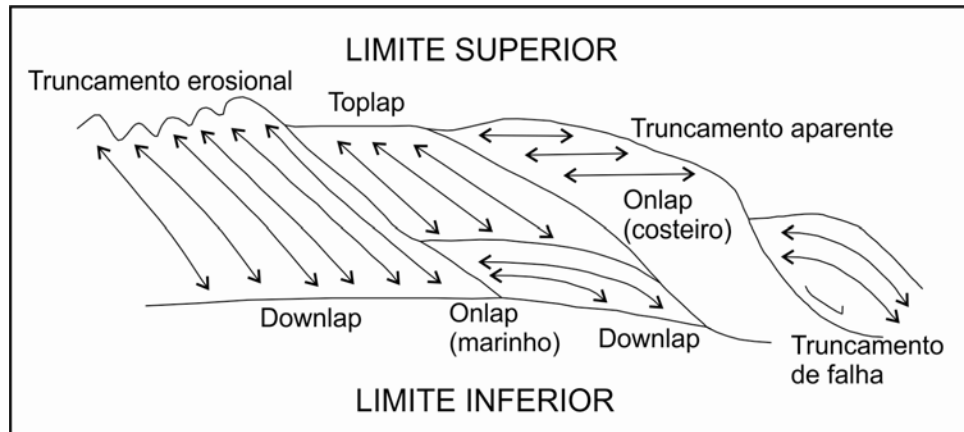 LIMITE SUPERIOR
Truncamento erosional
Toplap
Truncamento aparente
Onlap
(costeiro)
Downlap
Onlap
(marinho)
Downlap
Truncamento
de falha
LIMITE INFERIOR